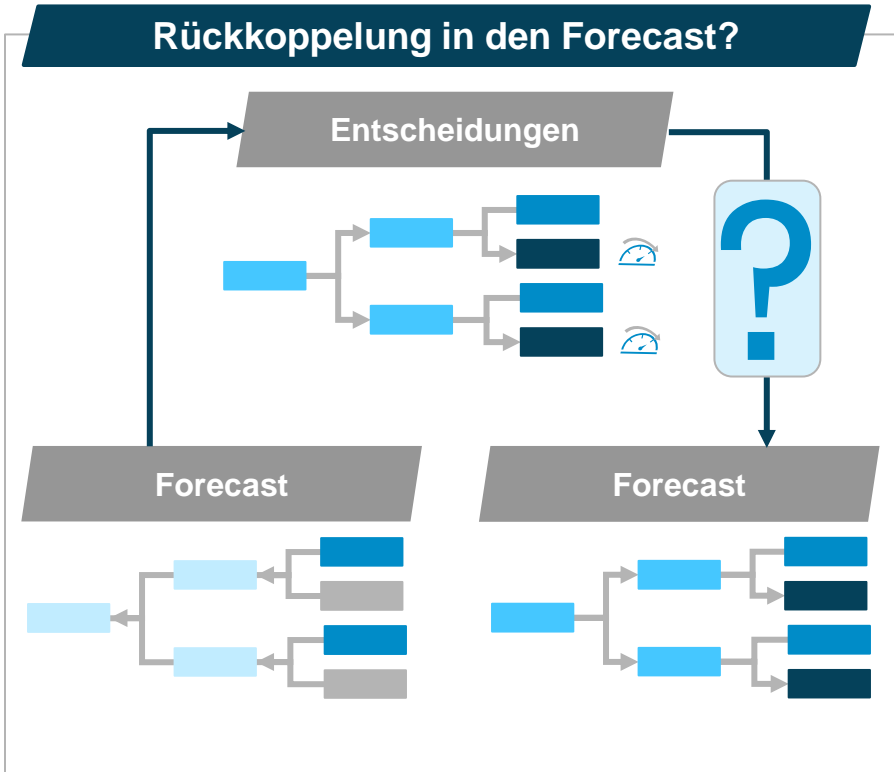 Rückkoppelung in den Forecast?
Entscheidungen
?
Forecast
Forecast